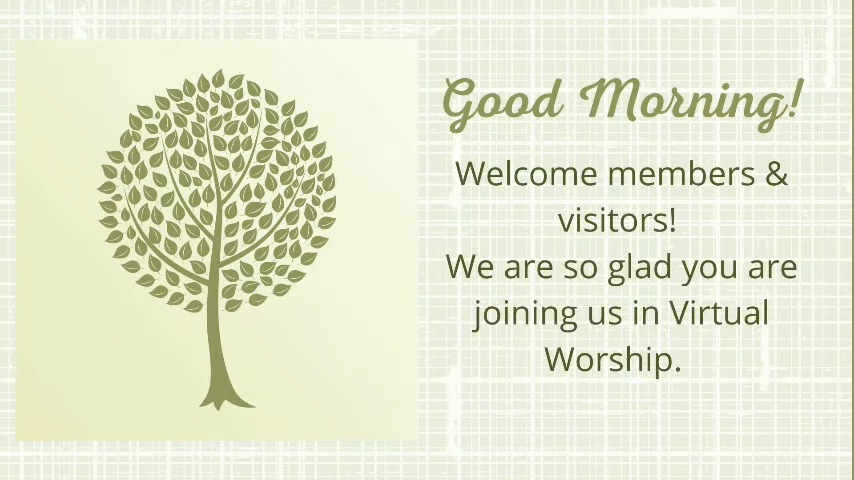 Good Morning!
Welcome members &
visitors!
We are so glad you are
joining us in Virtual
Worship.